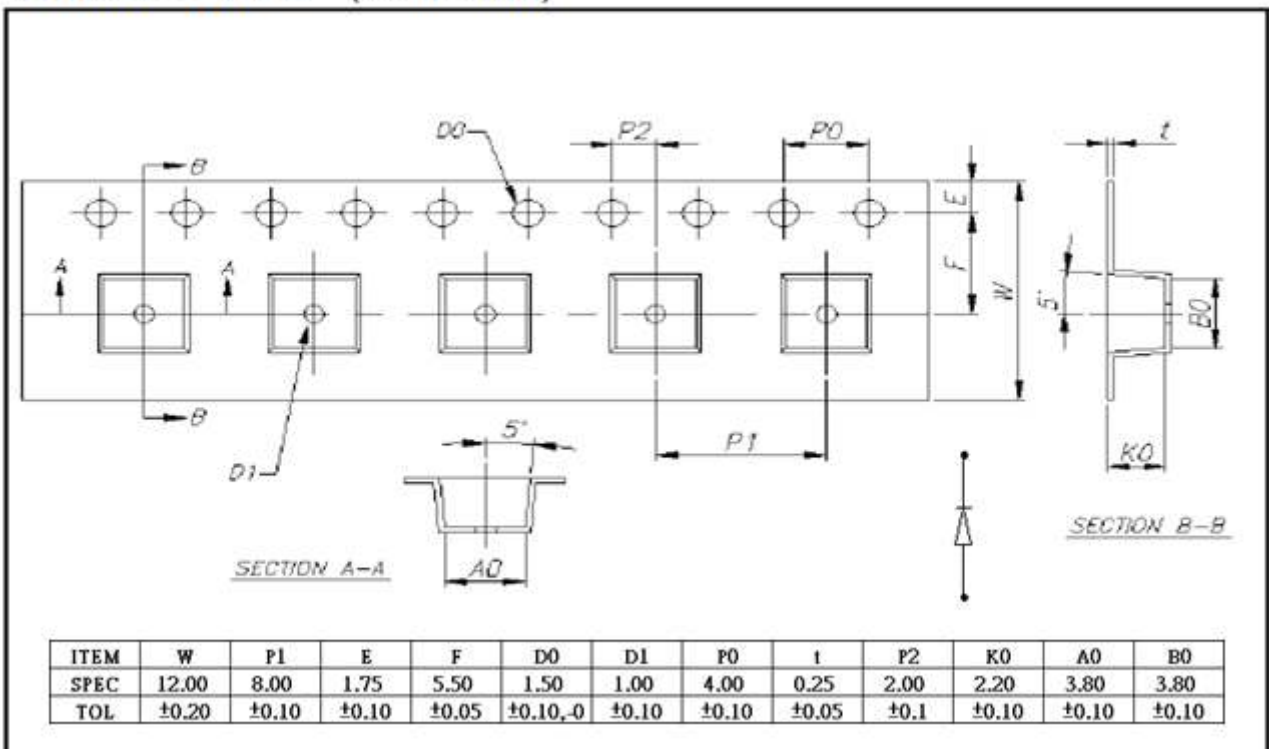 D0
P2
P0
t
B
E
A
A
F
W
5°
B0
B
P1
5°
D1
K0
SECTION B-B
SECTION A-A
A0
ITEM W P1 E F D0 D1 P0 t P2 K0 A0 B0
SPEC 12.00 8.00 1.75 5.50 1.50 1.00 4.00 0.25 2.00 2.20 3.80 3.80
TOL ±0.20 ±0.10 ±0.10 ±0.05 ±0.10,-0 ±0.10 ±0.10 ±0.05 ±0.1 ±0.10 ±0.10 ±0.10